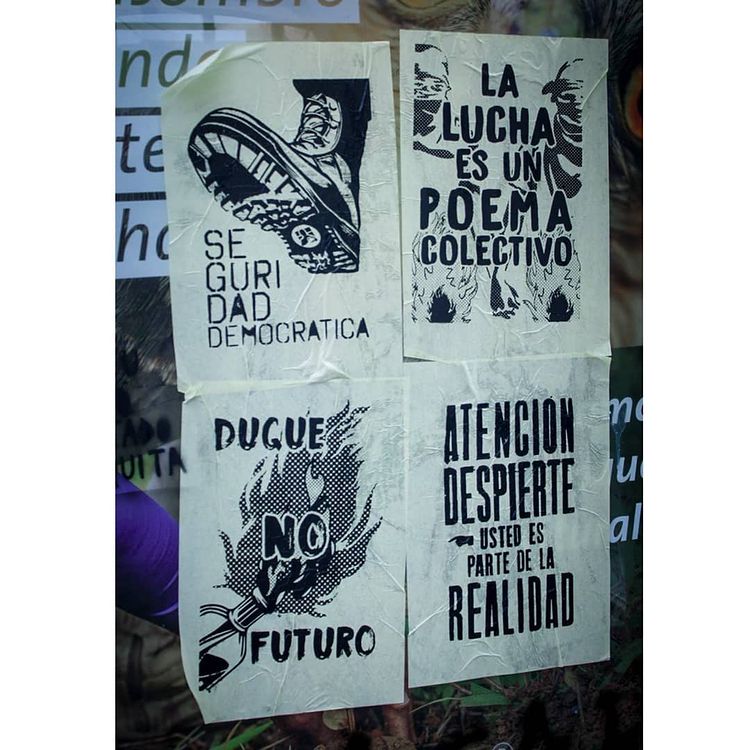 SE
GURI
DAD
DEMOCRATICA
LA
LUCHA
ES UN
POEMA
COLECTIVO
DUQUE
NO
FUTURO
ATENCION
DESPIERTE
USTED ES
PARTE DE LA
REALIDAD